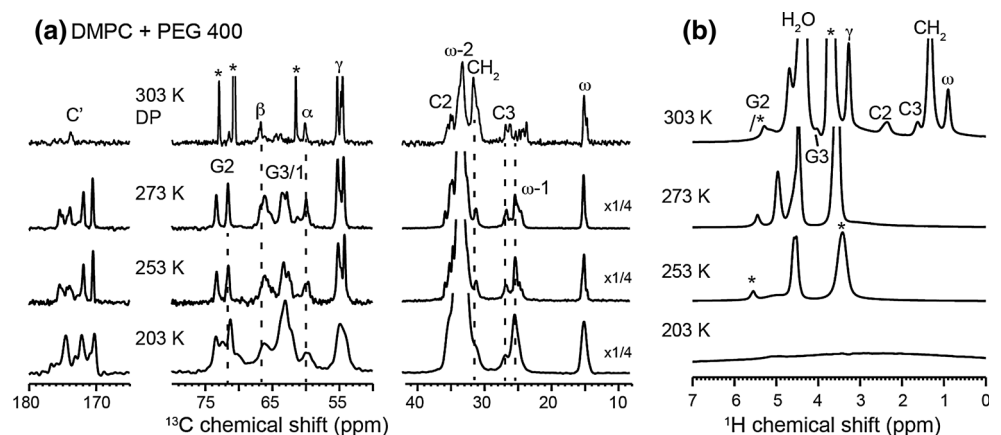 (a) DMPC + PEG 400
(b)
303 K
DP
C'
*
*
*
γ
β
α
ω-2
CH₂
C2
C3
ω
273 K
G2
G3/1
ω-1
x1/4
253 K
x1/4
203 K
x1/4
180 170 75 65 55 40 30 20 10
¹³C chemical shift (ppm)
303 K
H₂O
*
γ
CH₂
G2
*
C2
C3
ω
G3
273 K
253 K
*
*
203 K
7 6 5 4 3 2 1 0
¹H chemical shift (ppm)